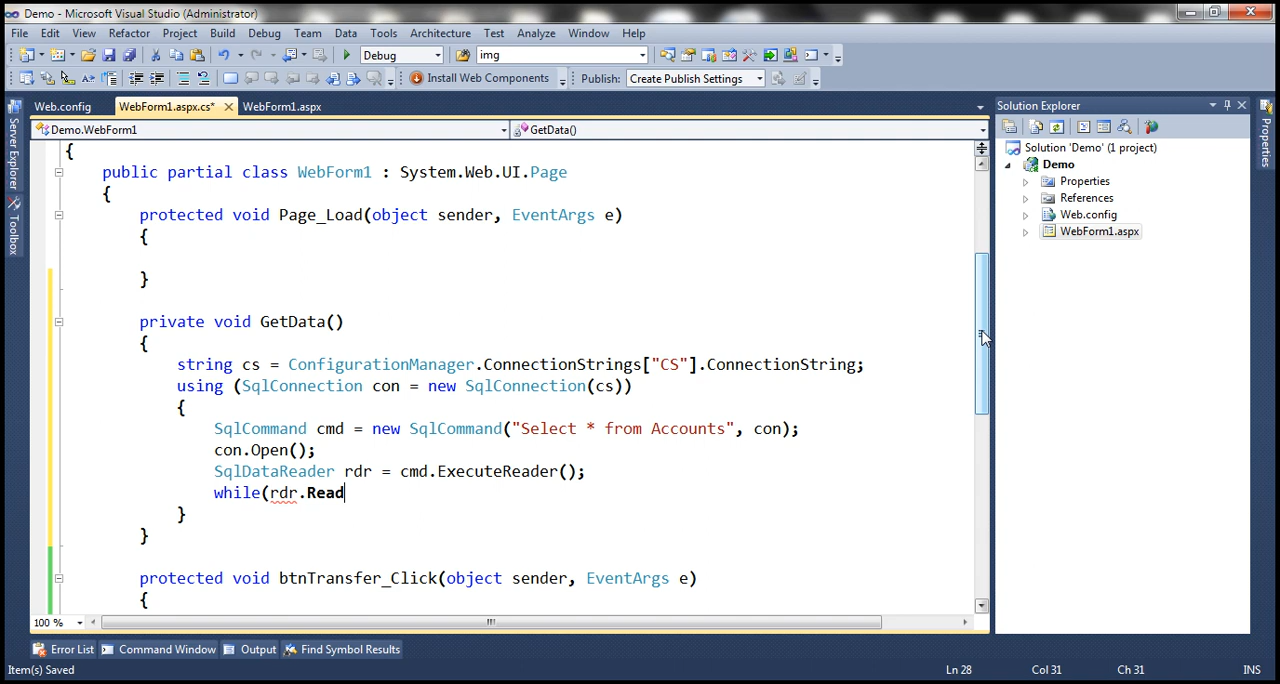 Demo - Microsoft Visual Studio (Administrator)
File Edit View Refactor Project Build Debug Team Data Tools Architecture Test Analyze Window Help
Debug img
Install Web Components Publish: Create Publish Settings
Web.config WebForm1.aspx.cs* WebForm1.aspx
Demo.WebForm1 GetData()
{
public partial class WebForm1 : System.Web.UI.Page
{
protected void Page_Load(object sender, EventArgs e)
{
}
private void GetData()
{
string cs = ConfigurationManager.ConnectionStrings["CS"].ConnectionString;
using (SqlConnection con = new SqlConnection(cs))
{
SqlCommand cmd = new SqlCommand("Select * from Accounts", con);
con.Open();
SqlDataReader rdr = cmd.ExecuteReader();
while(rdr.Read
}
}
protected void btnTransfer_Click(object sender, EventArgs e)
{
100 %
Server Explorer
Toolbox
Solution Explorer
Solution 'Demo' (1 project)
Demo
Properties
References
Web.config
WebForm1.aspx
Properties
Error List Command Window Output Find Symbol Results
Item(s) Saved Ln 28 Col 31 Ch 31 INS